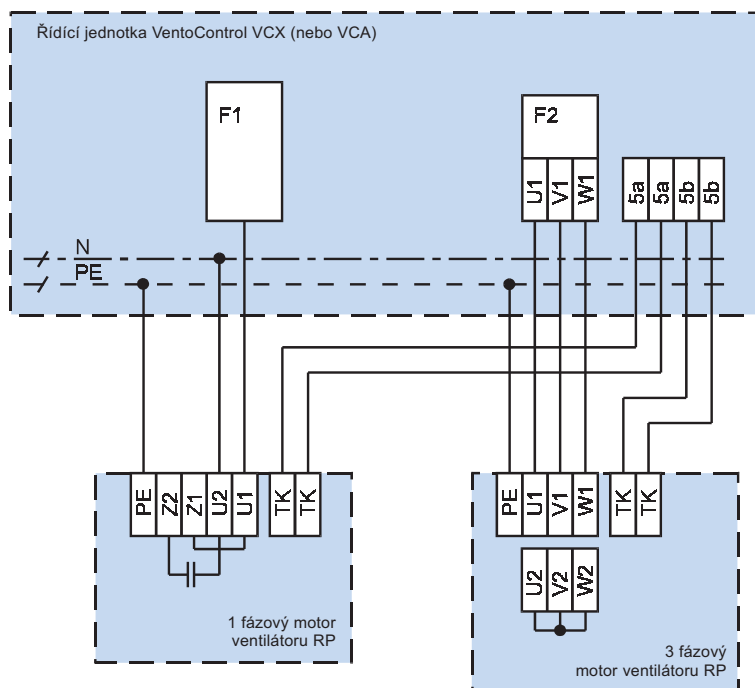 Řídící jednotka VentoControl VCX (nebo VCA)
F1
F2
U1
V1
W1
5a
5a
5b
5b
N
PE
PE
Z2
Z1
U2
U1
TK
TK
PE
U1
V1
W1
TK
TK
U2
V2
W2
1 fázový motor
ventilátoru RP
3 fázový
motor ventilátoru RP